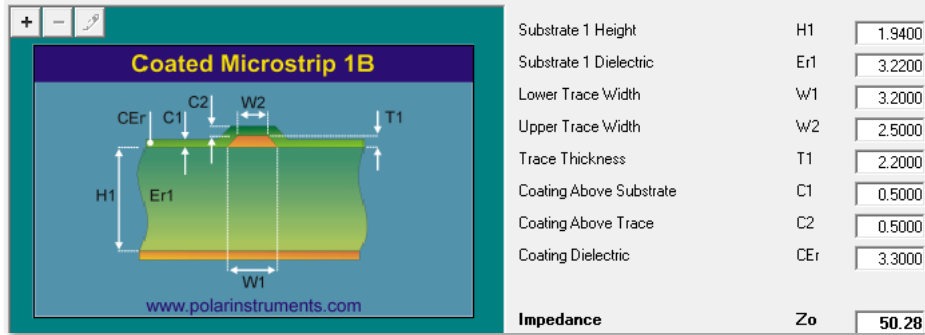 + -
Coated Microstrip 1B
C2 W2
CEr C1 T1
H1 Er1
W1
www.polarinstruments.com
Substrate 1 Height H1 1.9400
Substrate 1 Dielectric Er1 3.2200
Lower Trace Width W1 3.2000
Upper Trace Width W2 2.5000
Trace Thickness T1 2.2000
Coating Above Substrate C1 0.5000
Coating Above Trace C2 0.5000
Coating Dielectric CEr 3.3000
Impedance Zo 50.28